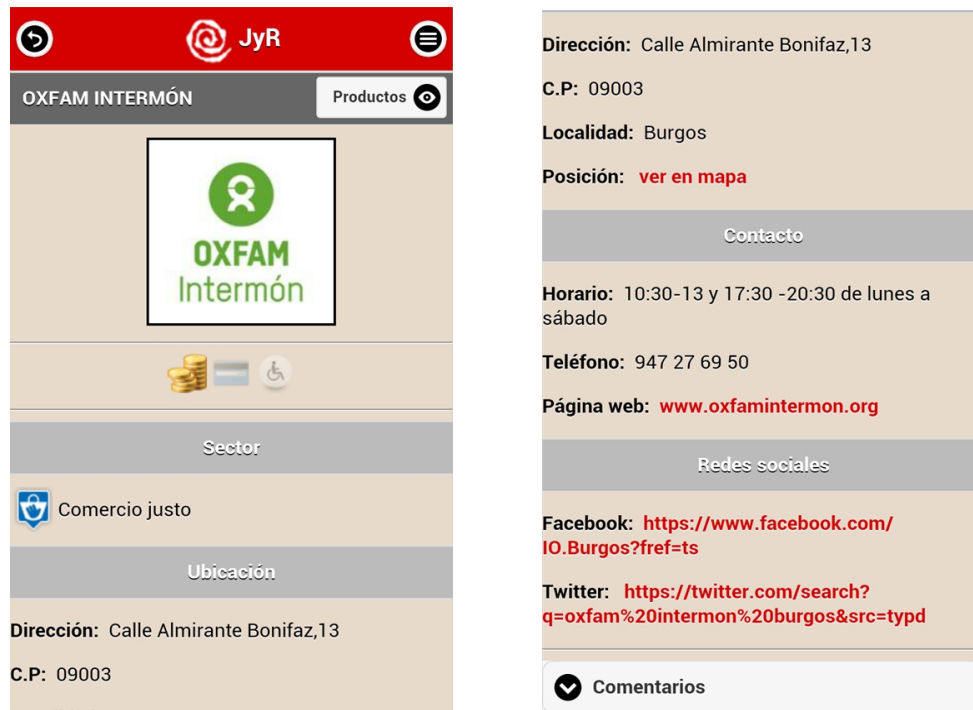 JyR
OXFAM INTERMÓN
Productos
OXFAM
Intermón
Sector
Comercio justo
Ubicación
Dirección: Calle Almirante Bonifaz,13
C.P: 09003
Dirección: Calle Almirante Bonifaz,13
C.P: 09003
Localidad: Burgos
Posición: ver en mapa
Contacto
Horario: 10:30-13 y 17:30 -20:30 de lunes a
sábado
Teléfono: 947 27 69 50
Página web: www.oxfamintermon.org
Redes sociales
Facebook: https://www.facebook.com/
IO.Burgos?fref=ts
Twitter: https://twitter.com/search?
q=oxfam%20intermon%20burgos&src=typd
Comentarios